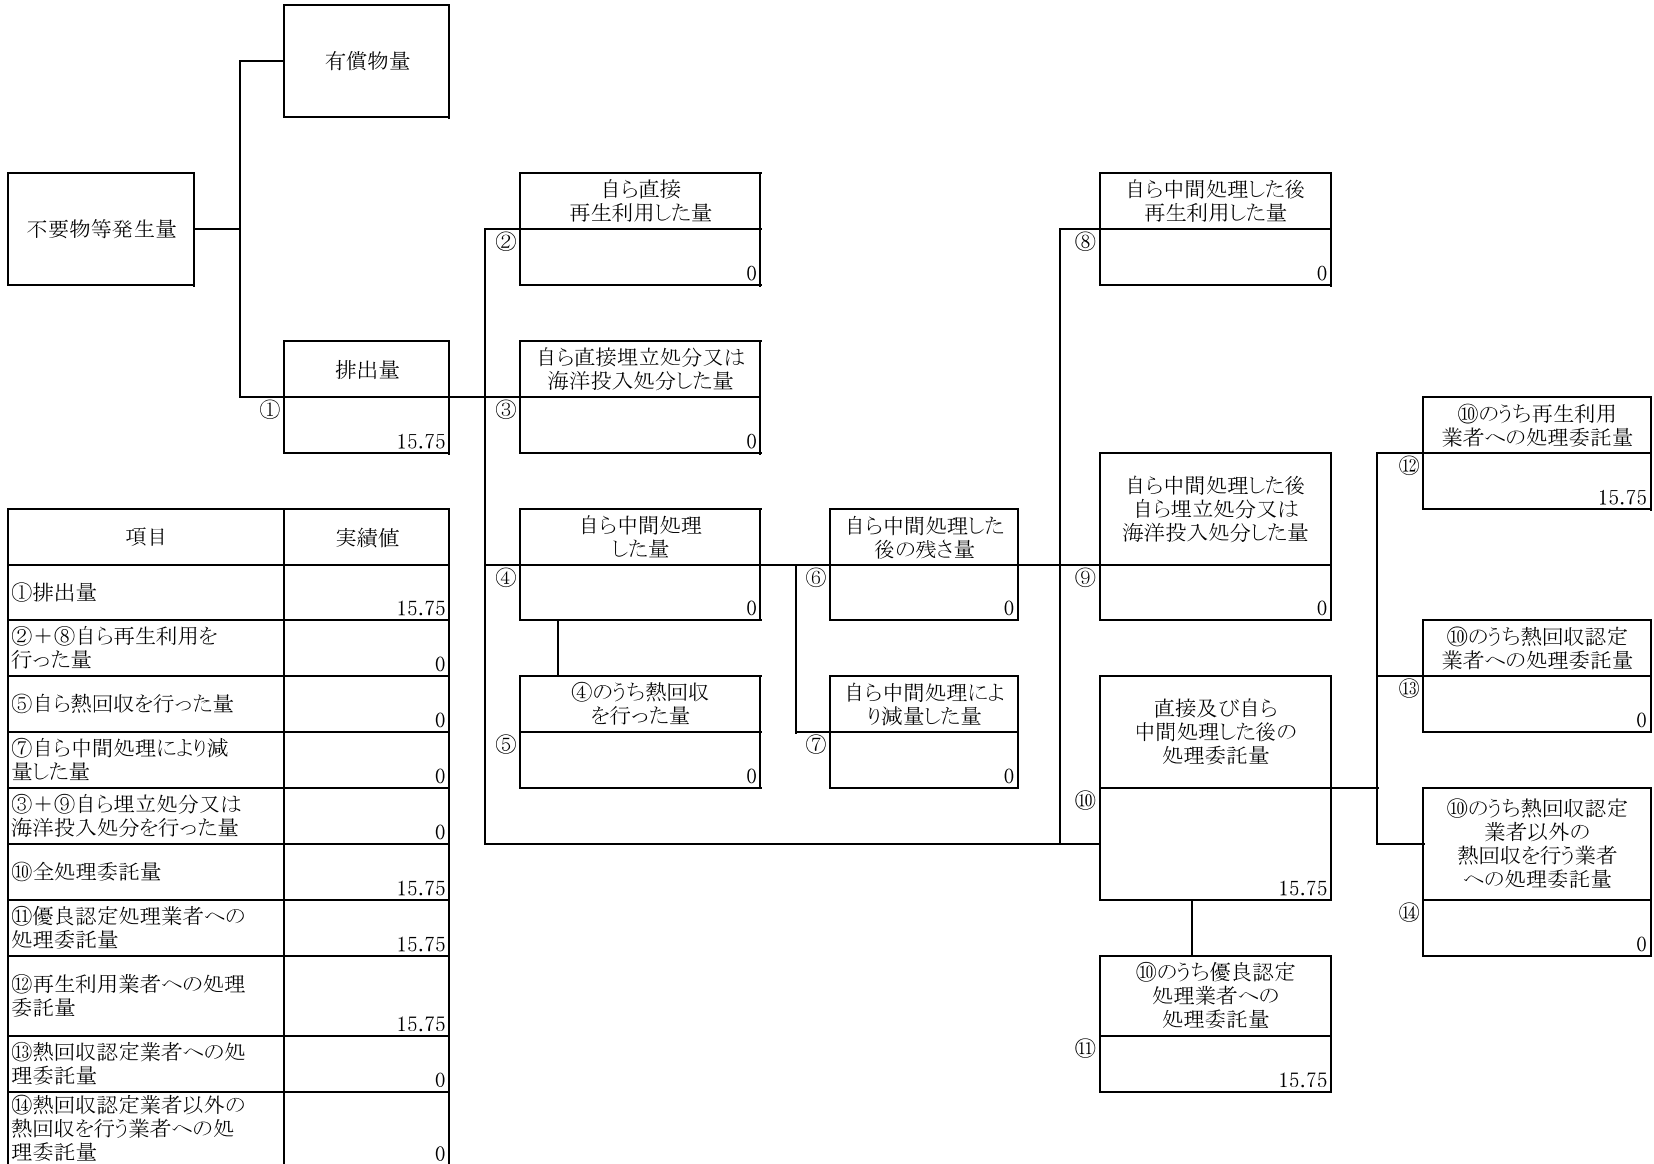 有償物量
不要物等発生量
排出量
①
15.75
自ら直接
再生利用した量
②
0
自ら直接埋立処分又は
海洋投入処分した量
③
0
自ら中間処理
した量
④
0
④のうち熱回収
を行った量
⑤
0
自ら中間処理した
後の残さ量
⑥
0
自ら中間処理によ
り減量した量
⑦
0
自ら中間処理した後
再生利用した量
⑧
0
自ら中間処理した後
自ら埋立処分又は
海洋投入処分した量
⑨
0
直接及び自ら
中間処理した後の
処理委託量
⑩
15.75
⑩のうち優良認定
処理業者への
処理委託量
⑪
15.75
⑩のうち再生利用
業者への処理委託量
⑫
15.75
⑩のうち熱回収認定
業者への処理委託量
⑬
0
⑩のうち熱回収認定
業者以外の
熱回収を行う業者
への処理委託量
⑭
0
項目 実績値
①排出量
15.75
②＋⑧自ら再生利用を
行った量
0
⑤自ら熱回収を行った量
0
⑦自ら中間処理により減
量した量
0
③＋⑨自ら埋立処分又は
海洋投入処分を行った量
0
⑩全処理委託量
15.75
⑪優良認定処理業者への
処理委託量
15.75
⑫再生利用業者への処理
委託量
15.75
⑬熱回収認定業者への処
理委託量
0
⑭熱回収認定業者以外の
熱回収を行う業者への処
理委託量
0